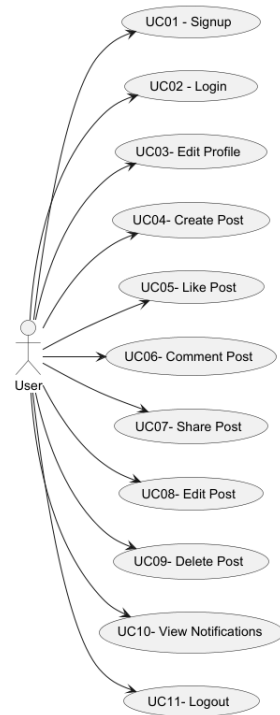 UC01 - Signup
UC02 - Login
UC03- Edit Profile
UC04- Create Post
UC05- Like Post
UC06- Comment Post
User
UC07- Share Post
UC08- Edit Post
UC09- Delete Post
UC10- View Notifications
UC11- Logout